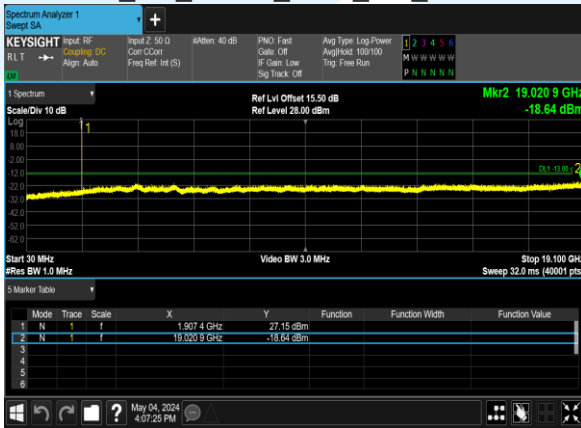 Spectrum Analyzer 1
Swept SA
+
KEYSIGHT Input: RF Input Z: 50 Ω #Atten: 40 dB PNO: Fast Avg Type: Log-Power 1 2 3 4 5 6
RLT Coupling: DC Corr CCorr Gate: Off Avg|Hold: 100/100 M W W W W W
Align: Auto Freq Ref: Int (S) IF Gain: Low Trig: Free Run
Sig Track: Off P N N N N N
1 Spectrum Ref Lvl Offset 15.50 dB Mkr2 19.020 9 GHz
Scale/Div 10 dB Ref Level 28.00 dBm -18.64 dBm
Log
18.0
8.00
-2.00
-12.0
-22.0
-32.0
-42.0
-52.0
-62.0
1
DL1 -13.00
2
Start 30 MHz Video BW 3.0 MHz Stop 19.100 GHz
#Res BW 1.0 MHz Sweep 32.0 ms (40001 pts)
5 Marker Table
Mode Trace Scale X Y Function Function Width Function Value
1 N 1 f 1.907 4 GHz 27.15 dBm
2 N 1 f 19.020 9 GHz -18.64 dBm
3
4
5
6
? May 04, 2024
4:07:25 PM